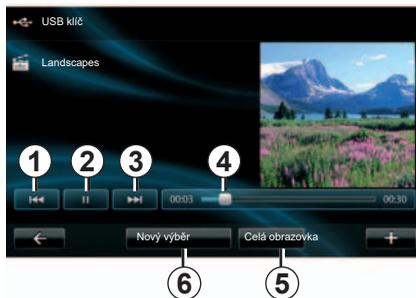 USB klíč
Landscapes
1 2 3 4
00:03 00:30
Nový výběr Celá obrazovka
6 5